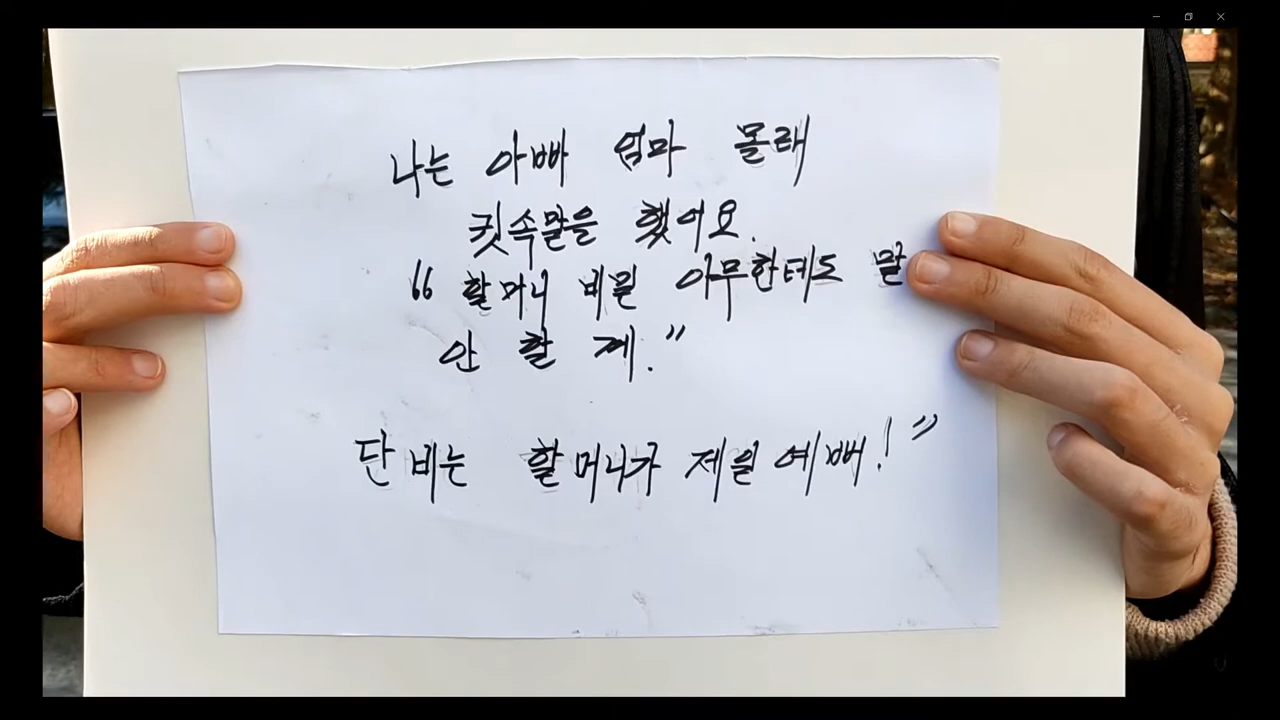 나는 아빠 엄마 몰래
귓속말을 했어요.
“할머니 비밀 아무한테도 말
안 할 께.”
단비는 할머니가 제일 예뻐!”